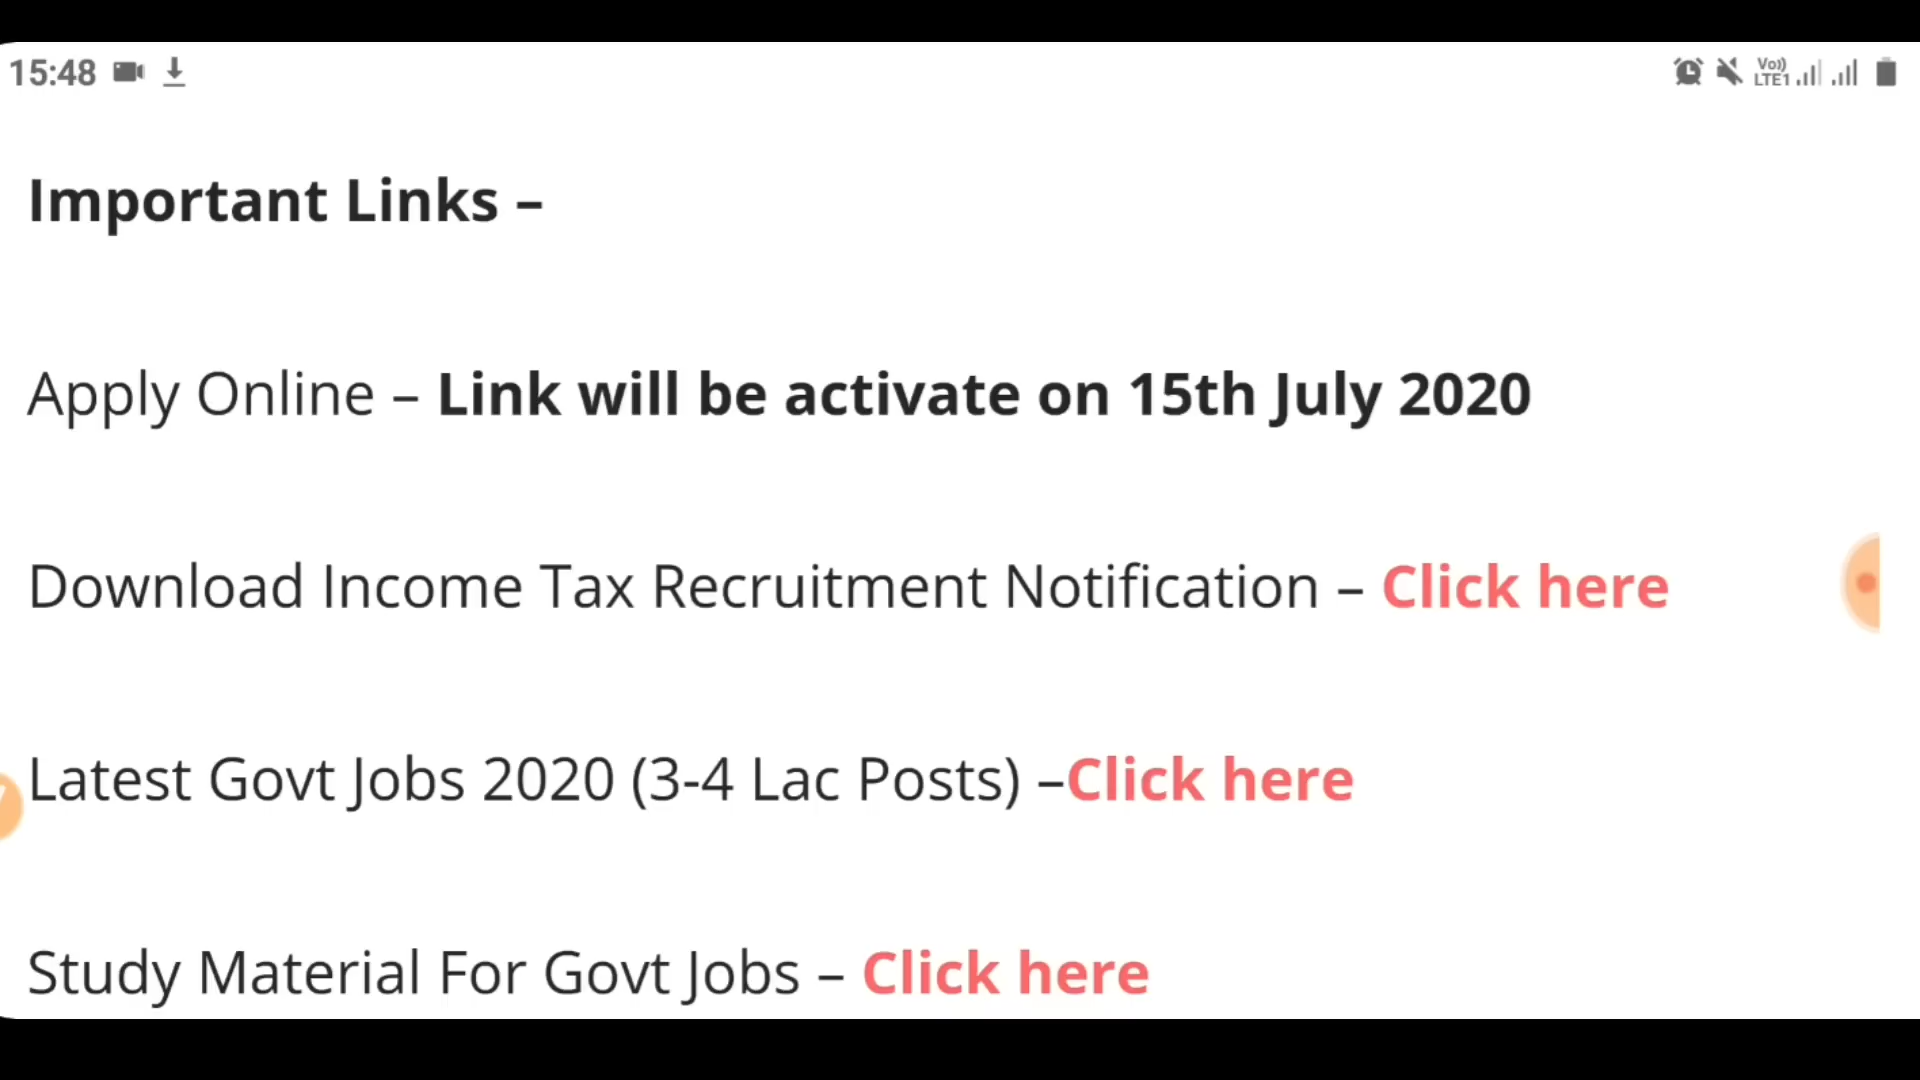 15:48
Vo)) LTE1
Important Links –
Apply Online – Link will be activate on 15th July 2020
Download Income Tax Recruitment Notification – Click here
Latest Govt Jobs 2020 (3-4 Lac Posts) –Click here
Study Material For Govt Jobs – Click here